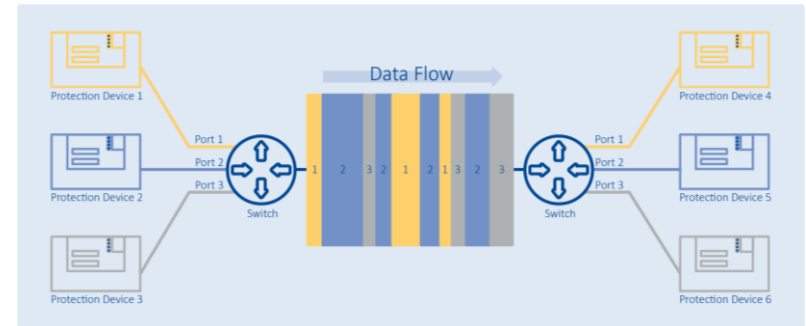 Data Flow
Protection Device 1
Protection Device 4
Port 1
Port 1
Port 2
1 2 3 2 1 2 1 3 2 3
Port 2
Protection Device 2
Port 3
Port 3
Protection Device 5
Switch
Switch
Protection Device 3
Protection Device 6